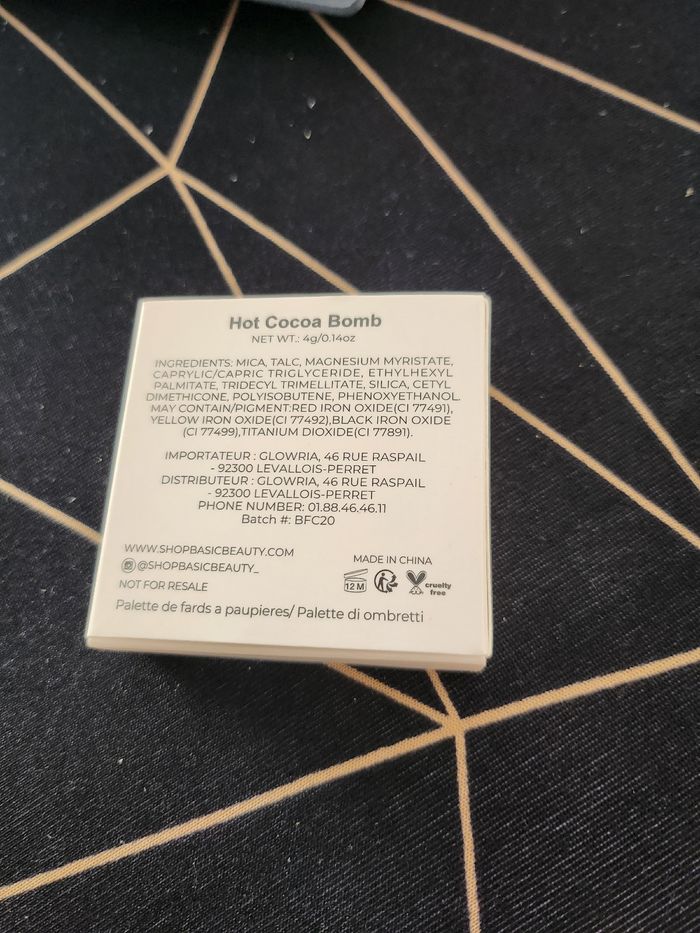 Hot Cocoa Bomb
NET WT.: 4g/0.14oz
INGREDIENTS: MICA, TALC, MAGNESIUM MYRISTATE,
CAPRYLIC/CAPRIC TRIGLYCERIDE, ETHYLHEXYL
PALMITATE, TRIDECYL TRIMELLITATE, SILICA, CETYL
DIMETHICONE, POLYISOBUTENE, PHENOXYETHANOL.
MAY CONTAIN/PIGMENT:RED IRON OXIDE(CI 77491),
YELLOW IRON OXIDE(CI 77492),BLACK IRON OXIDE
(CI 77499),TITANIUM DIOXIDE(CI 77891).
IMPORTATEUR : GLOWRIA, 46 RUE RASPAIL
- 92300 LEVALLOIS-PERRET
DISTRIBUTEUR : GLOWRIA, 46 RUE RASPAIL
- 92300 LEVALLOIS-PERRET
PHONE NUMBER: 01.88.46.46.11
Batch #: BFC20
WWW.SHOPBASICBEAUTY.COM
@SHOPBASICBEAUTY_
NOT FOR RESALE
MADE IN CHINA
12 M
cruelty
free
Palette de fards a paupieres/ Palette di ombretti